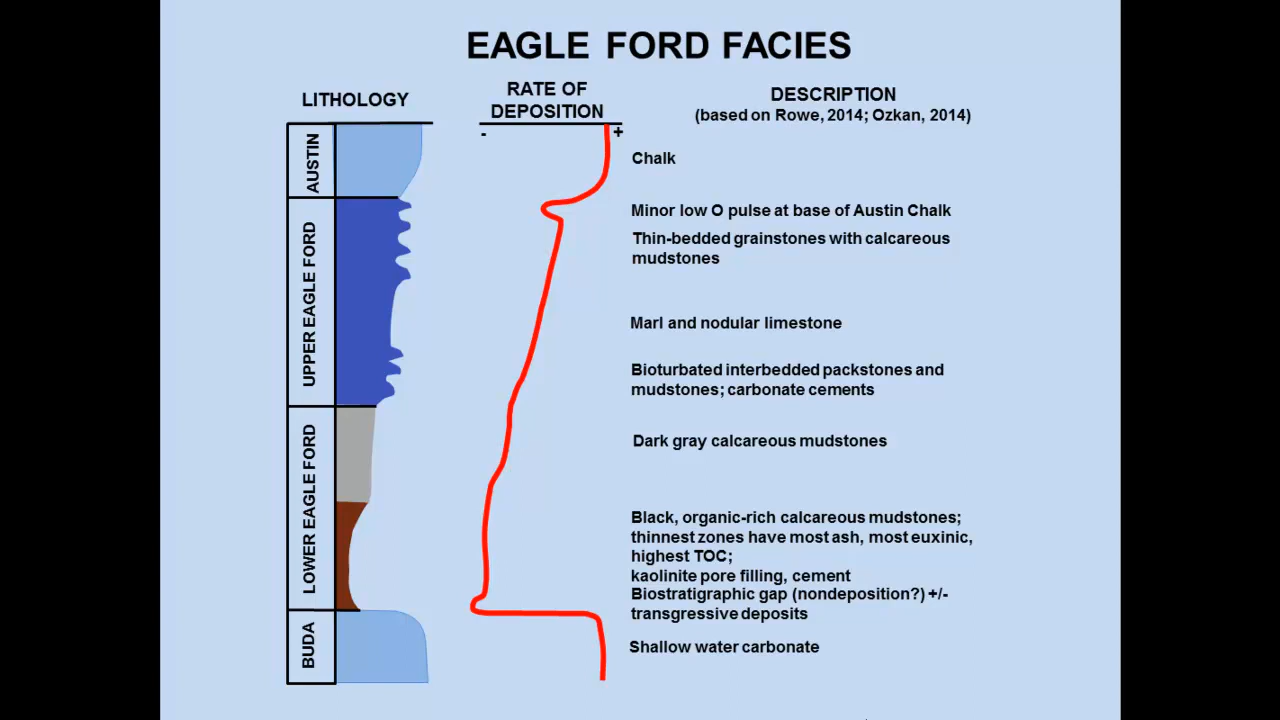 EAGLE FORD FACIES
LITHOLOGY
RATE OF
DEPOSITION
- +
DESCRIPTION
(based on Rowe, 2014; Ozkan, 2014)
AUSTIN
Chalk
UPPER EAGLE FORD
Minor low O pulse at base of Austin Chalk
Thin-bedded grainstones with calcareous
mudstones
Marl and nodular limestone
Bioturbated interbedded packstones and
mudstones; carbonate cements
LOWER EAGLE FORD
Dark gray calcareous mudstones
Black, organic-rich calcareous mudstones;
thinnest zones have most ash, most euxinic,
highest TOC;
kaolinite pore filling, cement
Biostratigraphic gap (nondeposition?) +/-
transgressive deposits
BUDA
Shallow water carbonate